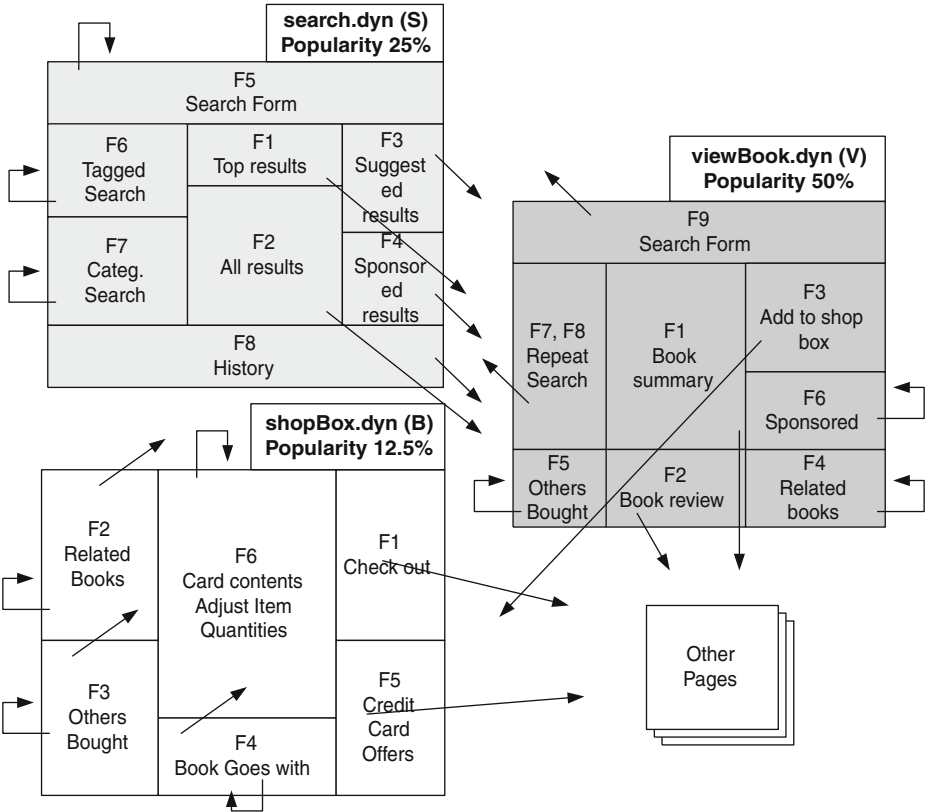 search.dyn (S)
Popularity 25%
F5
Search Form
F6
Tagged
Search
F1
Top results
F3
Suggest
ed
results
F7
Categ.
Search
F2
All results
F4
Sponsor
ed
results
F8
History
viewBook.dyn (V)
Popularity 50%
F9
Search Form
F7, F8
Repeat
Search
F1
Book
summary
F3
Add to shop
box
F6
Sponsored
F5
Others
Bought
F2
Book review
F4
Related
books
shopBox.dyn (B)
Popularity 12.5%
F2
Related
Books
F6
Card contents
Adjust Item
Quantities
F1
Check out
F3
Others
Bought
F4
Book Goes with
F5
Credit
Card
Offers
Other
Pages